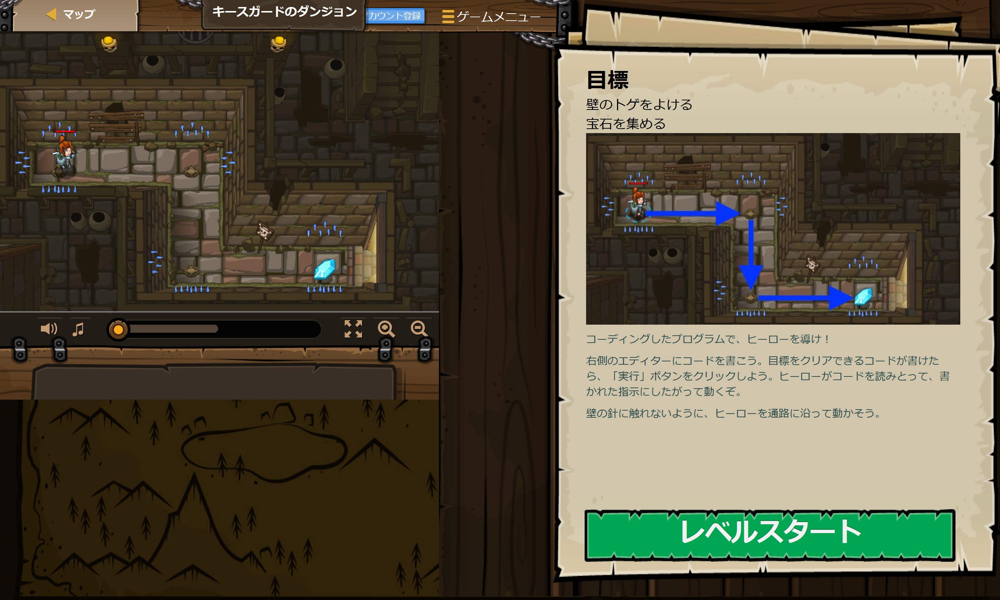 マップ
キースガードのダンジョン
カウント登録
ゲームメニュー
目標
壁のトゲをよける
宝石を集める
コーディングしたプログラムで、ヒーローを導け！
右側のエディターにコードを書こう。目標をクリアできるコードが書けた
ら、「実行」ボタンをクリックしよう。ヒーローがコードを読みとって、書
かれた指示にしたがって動くぞ。
壁の針に触れないように、ヒーローを通路に沿って動かそう。
レベルスタート